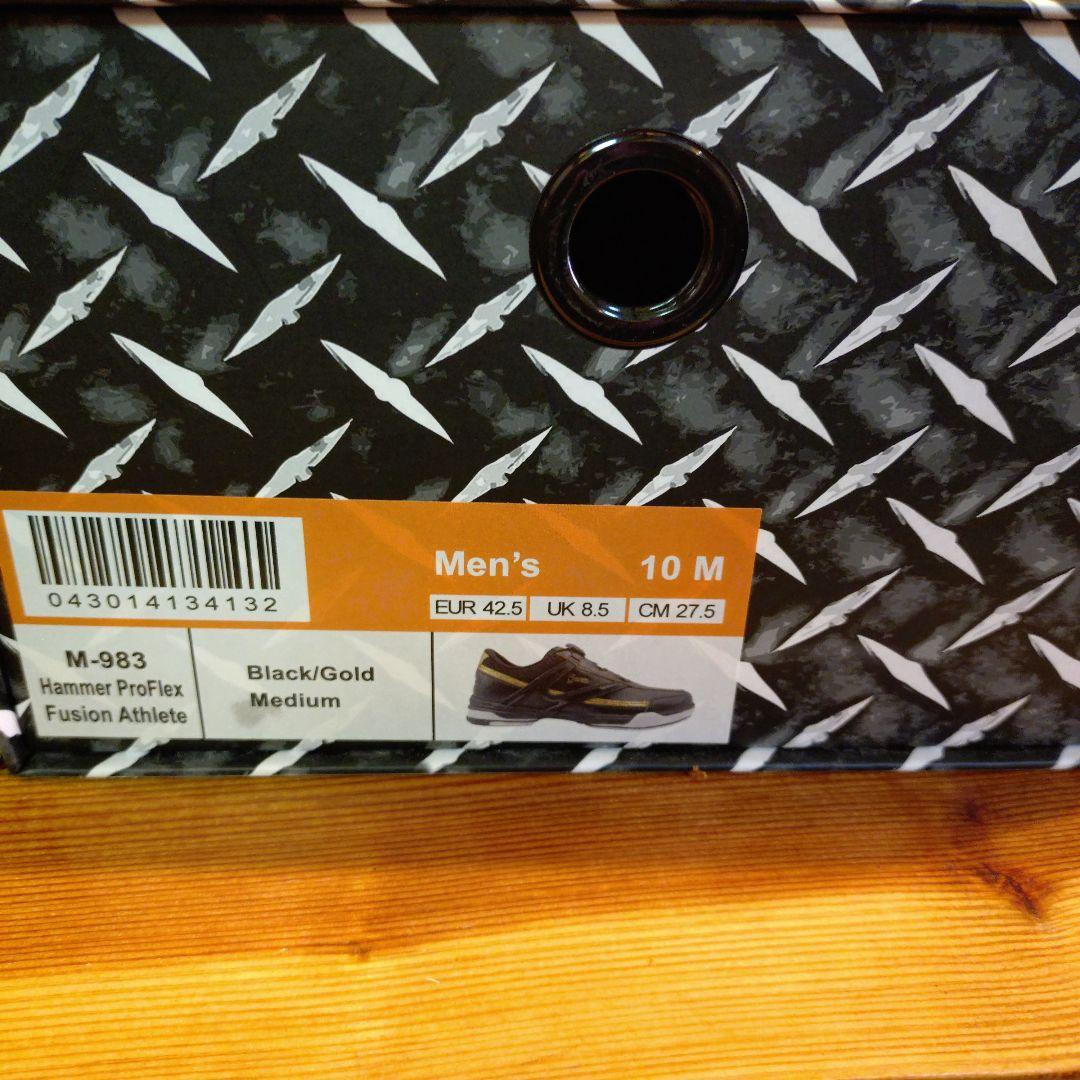 Men's 10 M
043014134132
EUR 42.5 UK 8.5 CM 27.5
M-983
Hammer ProFlex
Fusion Athlete
Black/Gold
Medium